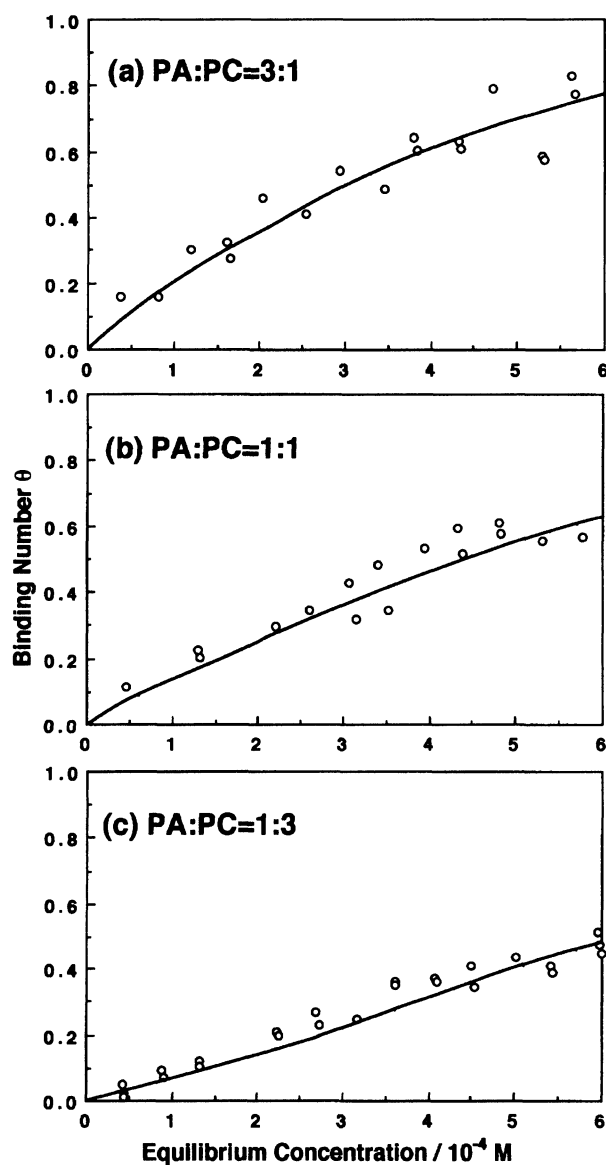 1.0
(a) PA:PC=3:1
0.8
0.6
0.4
0.2
0.0
0 1 2 3 4 5 6
1.0
(b) PA:PC=1:1
0.8
0.6
0.4
0.2
0.0
0 1 2 3 4 5 6
1.0
(c) PA:PC=1:3
0.8
0.6
0.4
0.2
0.0
0 1 2 3 4 5 6
Binding Number θ
Equilibrium Concentration / 10⁻⁴ M